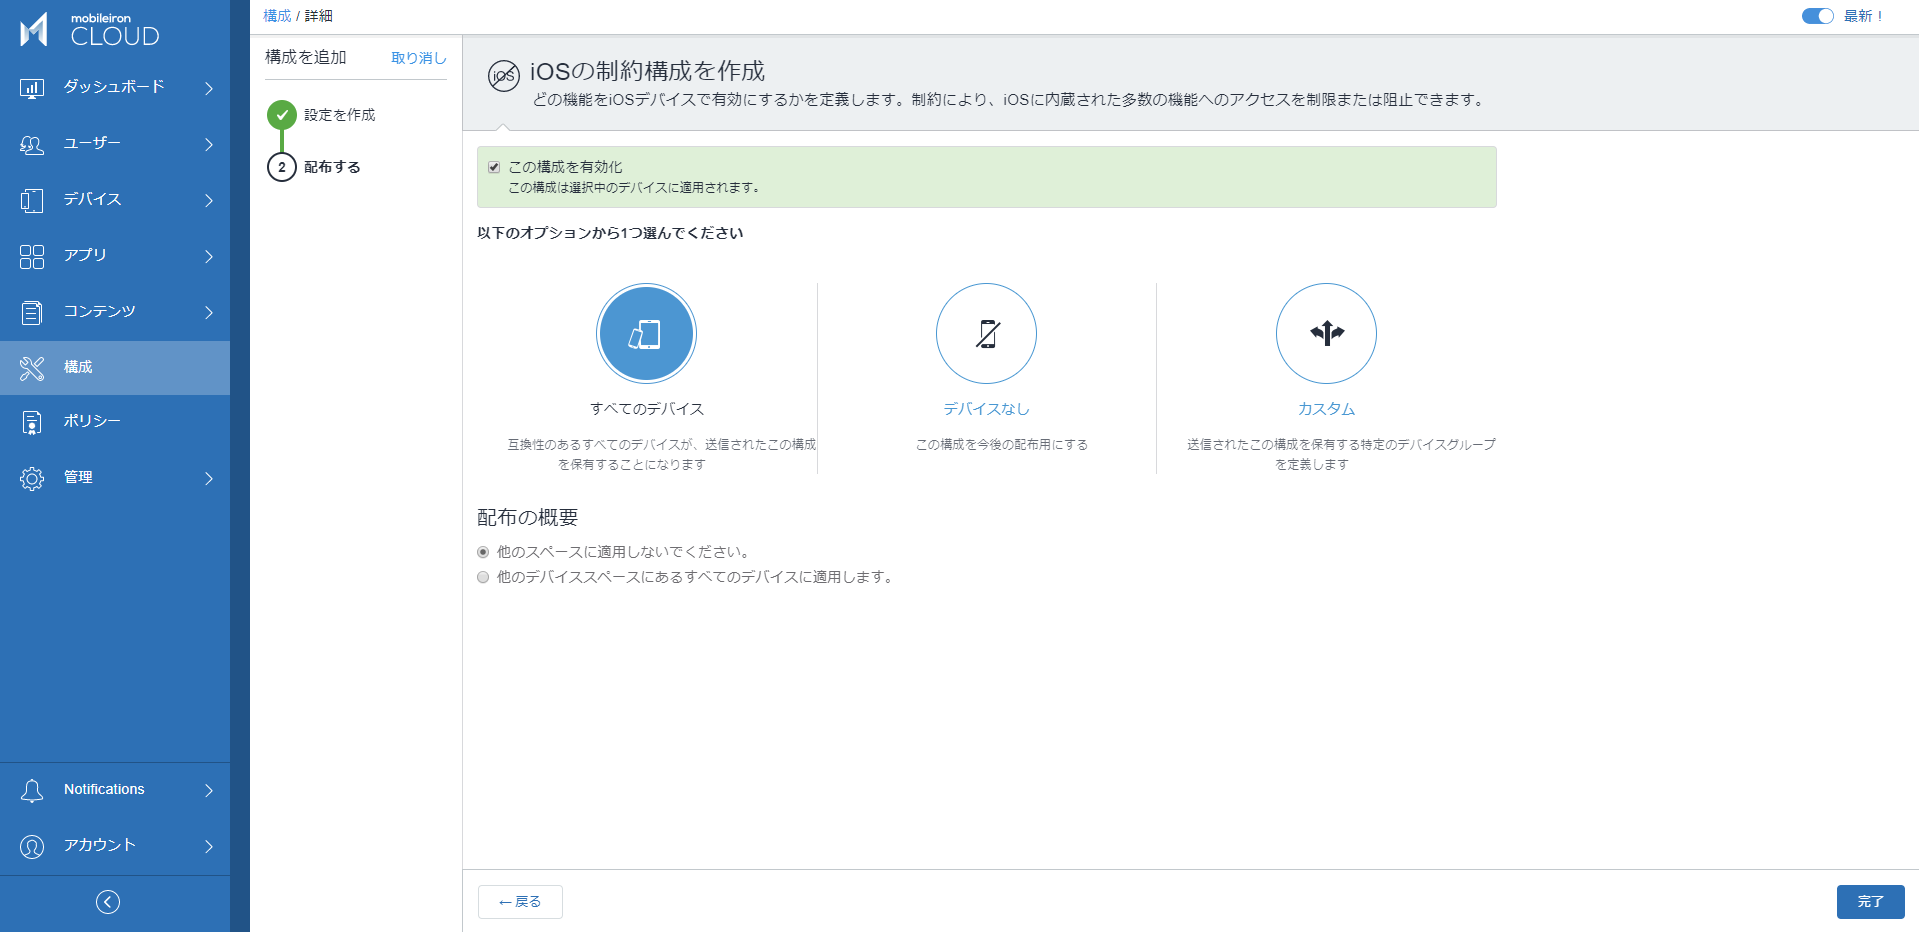 mobileiron
CLOUD
ダッシュボード
ユーザー
デバイス
アプリ
コンテンツ
構成
ポリシー
管理
Notifications
アカウント
構成 / 詳細
最新！
構成を追加 取り消し
設定を作成
2 配布する
iOS
iOSの制約構成を作成
どの機能をiOSデバイスで有効にするかを定義します。制約により、iOSに内蔵された多数の機能へのアクセスを制限または阻止できます。
この構成を有効化
この構成は選択中のデバイスに適用されます。
以下のオプションから1つ選んでください
すべてのデバイス
互換性のあるすべてのデバイスが、送信されたこの構成
を保有することになります
デバイスなし
この構成を今後の配布用にする
カスタム
送信されたこの構成を保有する特定のデバイスグループ
を定義します
配布の概要
他のスペースに適用しないでください。
他のデバイススペースにあるすべてのデバイスに適用します。
←戻る
完了